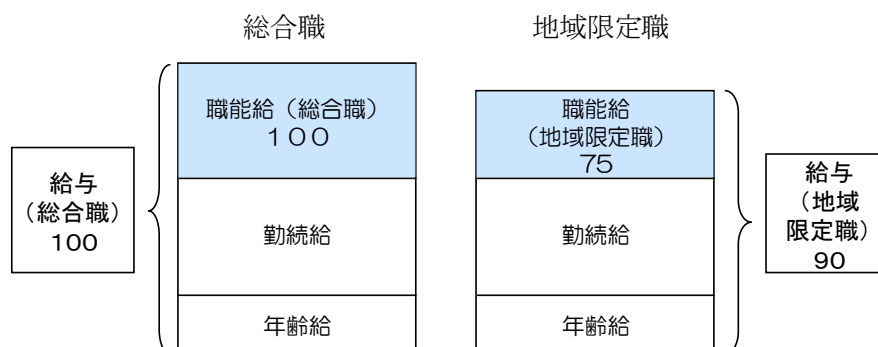 総合職
地域限定職
職能給（総合職）
１００
職能給
（地域限定職）
75
給与
（総合職）
100
給与
（地域
限定職）
90
勤続給
勤続給
年齢給
年齢給